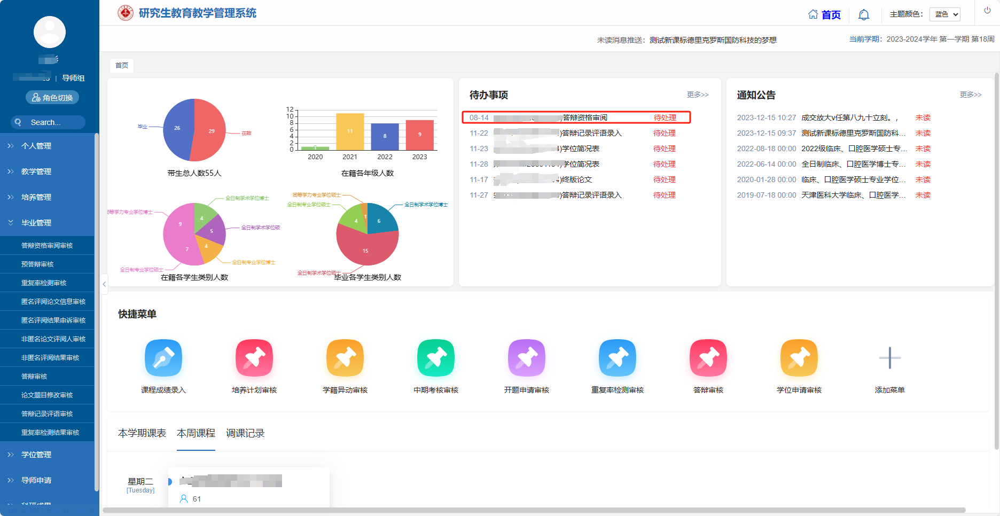 研究生教育教学管理系统
首页
主题颜色：
蓝色
未读消息推送：测试新课标德里克罗斯国防科技的梦想
当前学期：2023-2024学年 第一学期 第18周
| 导师组
角色切换
Search...
个人管理
教学管理
培养管理
毕业管理
答辩资格审阅审核
预答辩审核
重复率检测审核
匿名评阅论文信息审核
匿名评阅结果申诉审核
非匿名论文评阅人审核
非匿名评阅结果审核
答辩审核
论文题目修改审核
答辩记录评语审核
重复率检测结果审核
学位管理
导师申请
首页
毕业
26
29
在籍
带生总人数55人
12
10
8
6
4
2
0
1
11
8
9
2020
2021
2022
2023
在籍各年级人数
全日制学术学位博士
同等学力专业学位博士
9
4
5
全日制学术学位硕
7
4
全日制专业学位博士
全日制专业学位硕士
在籍各学生类别人数
同等学力专业学位硕士
全日制专业学位硕士
全日制学术学位博士
4
1
6
15
全日制学术学位硕士
毕业各学生类别人数
待办事项
更多>>
08-14 )答辩资格审阅 待处理
11-22 )答辩记录评语录入 待处理
11-23 4)学位简况表 待处理
11-28 )学位简况表 待处理
11-17 4)终版论文 待处理
11-27 )答辩记录评语录入 待处理
通知公告
更多>>
2023-12-15 10:27 成交放大v任第八九十立刻。， 未读
2023-12-15 09:37 测试新课标德里克罗斯国防科... 未读
2022-08-18 00:00 2022级临床、口腔医学硕士专... 未读
2022-06-14 00:00 全日制临床、口腔医学博士专... 未读
2020-01-28 00:00 临床、口腔医学硕士专业学位... 未读
2019-07-18 00:00 天津医科大学临床、口腔医学... 未读
快捷菜单
课程成绩录入
培养计划审核
学籍异动审核
中期考核审核
开题申请审核
重复率检测审核
答辩审核
学位申请审核
添加菜单
本学期课表 本周课程 调课记录
星期二
[Tuesday]
61